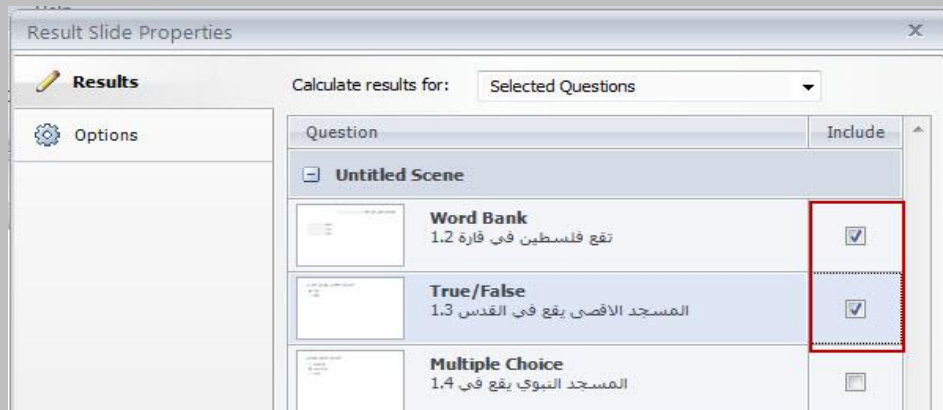 Result Slide Properties
Results
Options
Calculate results for: Selected Questions
Question Include
Untitled Scene
Word Bank
1.2 تقع فلسطين في قارة
True/False
1.3 المسجد الاقصى يقع في القدس
Multiple Choice
1.4 المسجد النبوي يقع في